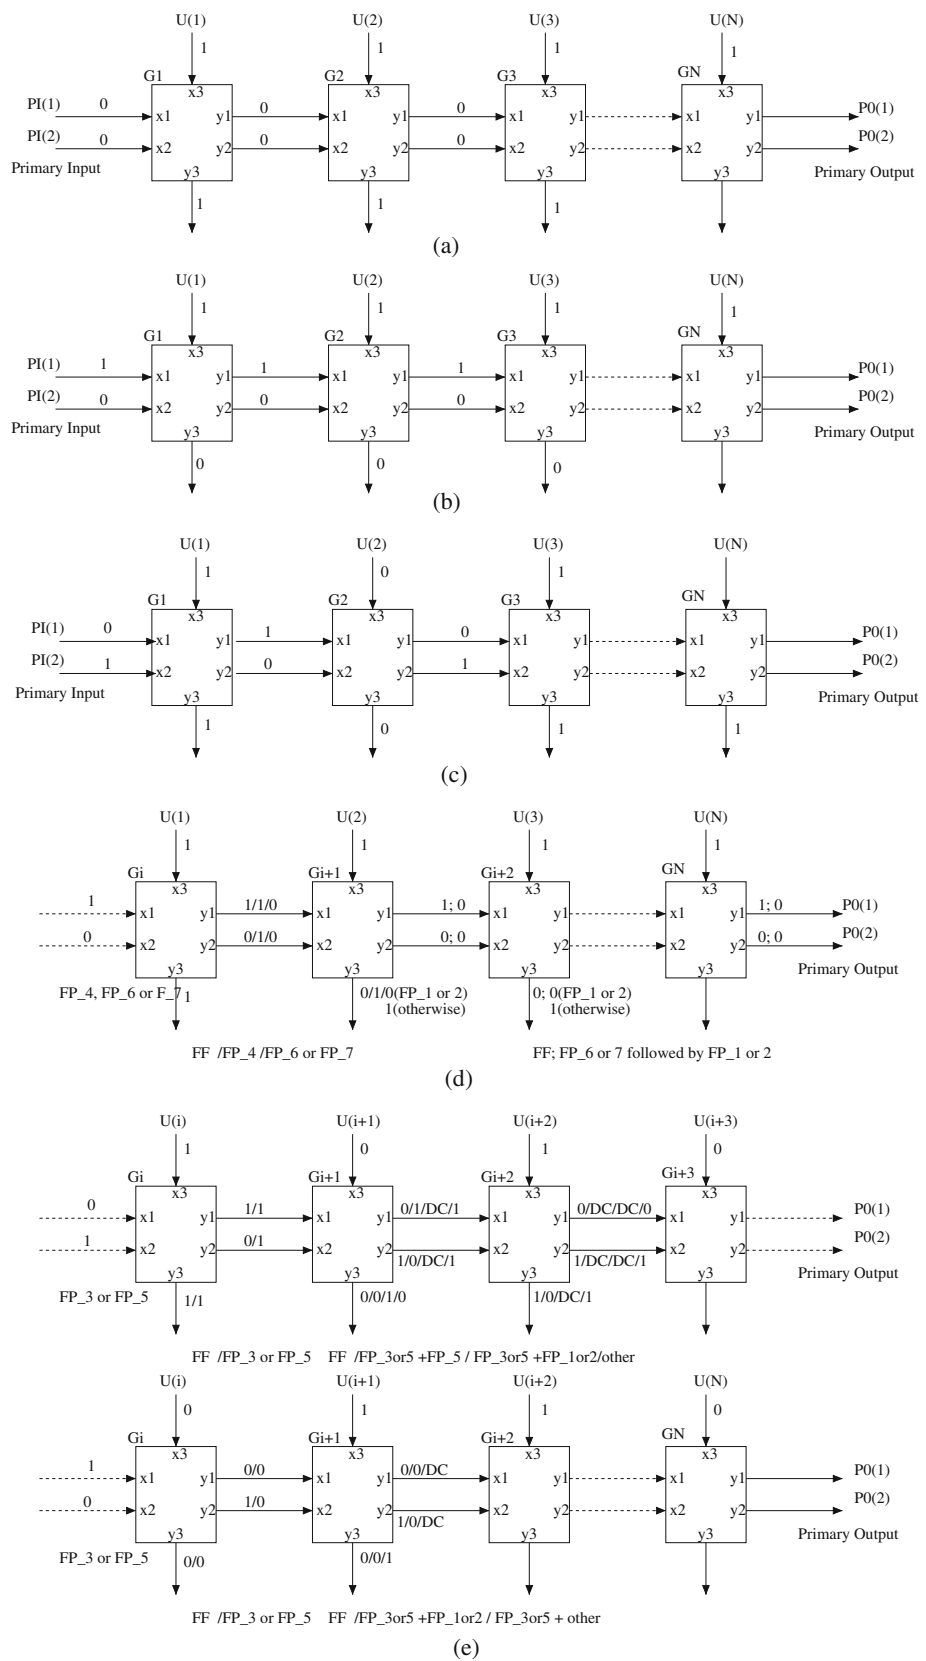 U(1) U(2) U(3) U(N)
1 1 1 1
G1 G2 G3 GN
x3 x3 x3 x3
PI(1) 0 x1 y1 0 x1 y1 0 x1 y1 x1 y1 P0(1)
PI(2) 0 x2 y2 0 x2 y2 0 x2 y2 x2 y2 P0(2)
Primary Input y3 y3 y3 y3 Primary Output
1 1 1
(a)
U(1) U(2) U(3) U(N)
1 1 1 1
G1 G2 G3 GN
x3 x3 x3 x3
PI(1) 1 x1 y1 1 x1 y1 1 x1 y1 x1 y1 P0(1)
PI(2) 0 x2 y2 0 x2 y2 0 x2 y2 x2 y2 P0(2)
Primary Input y3 y3 y3 y3 Primary Output
0 0 0
(b)
U(1) U(2) U(3) U(N)
1 0 1
G1 G2 G3 GN
x3 x3 x3 x3
PI(1) 0 x1 y1 1 x1 y1 0 x1 y1 x1 y1 P0(1)
PI(2) 1 x2 y2 0 x2 y2 1 x2 y2 x2 y2 P0(2)
Primary Input y3 y3 y3 y3 Primary Output
1 0 1 1
(c)
U(1) U(2) U(3) U(N)
1 1 1 1
Gi Gi+1 Gi+2 GN
x3 x3 x3 x3
1 x1 y1 1/1/0 x1 y1 1; 0 x1 y1 x1 y1 1; 0 P0(1)
0 x2 y2 0/1/0 x2 y2 0; 0 x2 y2 x2 y2 0; 0 P0(2)
y3 y3 y3 y3 Primary Output
FP_4, FP_6 or F_7 1 0/1/0(FP_1 or 2) 0; 0(FP_1 or 2)
1(otherwise) 1(otherwise)
FF /FP_4 /FP_6 or FP_7 FF; FP_6 or 7 followed by FP_1 or 2
(d)
U(i) U(i+1) U(i+2) U(i+3)
1 0 1 0
Gi Gi+1 Gi+2 Gi+3
x3 x3 x3 x3
0 x1 y1 1/1 x1 y1 0/1/DC/1 x1 y1 0/DC/DC/0 x1 y1 P0(1)
1 x2 y2 0/1 x2 y2 1/0/DC/1 x2 y2 1/DC/DC/1 x2 y2 P0(2)
y3 y3 y3 y3 Primary Output
FP_3 or FP_5 1/1 0/0/1/0 1/0/DC/1
FF /FP_3 or FP_5 FF /FP_3or5 +FP_5 / FP_3or5 +FP_1or2/other
U(i) U(i+1) U(i+2) U(N)
0 1 1 0
Gi Gi+1 Gi+2 GN
x3 x3 x3 x3
1 x1 y1 0/0 x1 y1 0/0/DC x1 y1 x1 y1 P0(1)
0 x2 y2 1/0 x2 y2 1/0/DC x2 y2 x2 y2 P0(2)
y3 y3 y3 y3 Primary Output
FP_3 or FP_5 0/0 0/0/1
FF /FP_3 or FP_5 FF /FP_3or5 +FP_1or2 / FP_3or5 + other
(e)